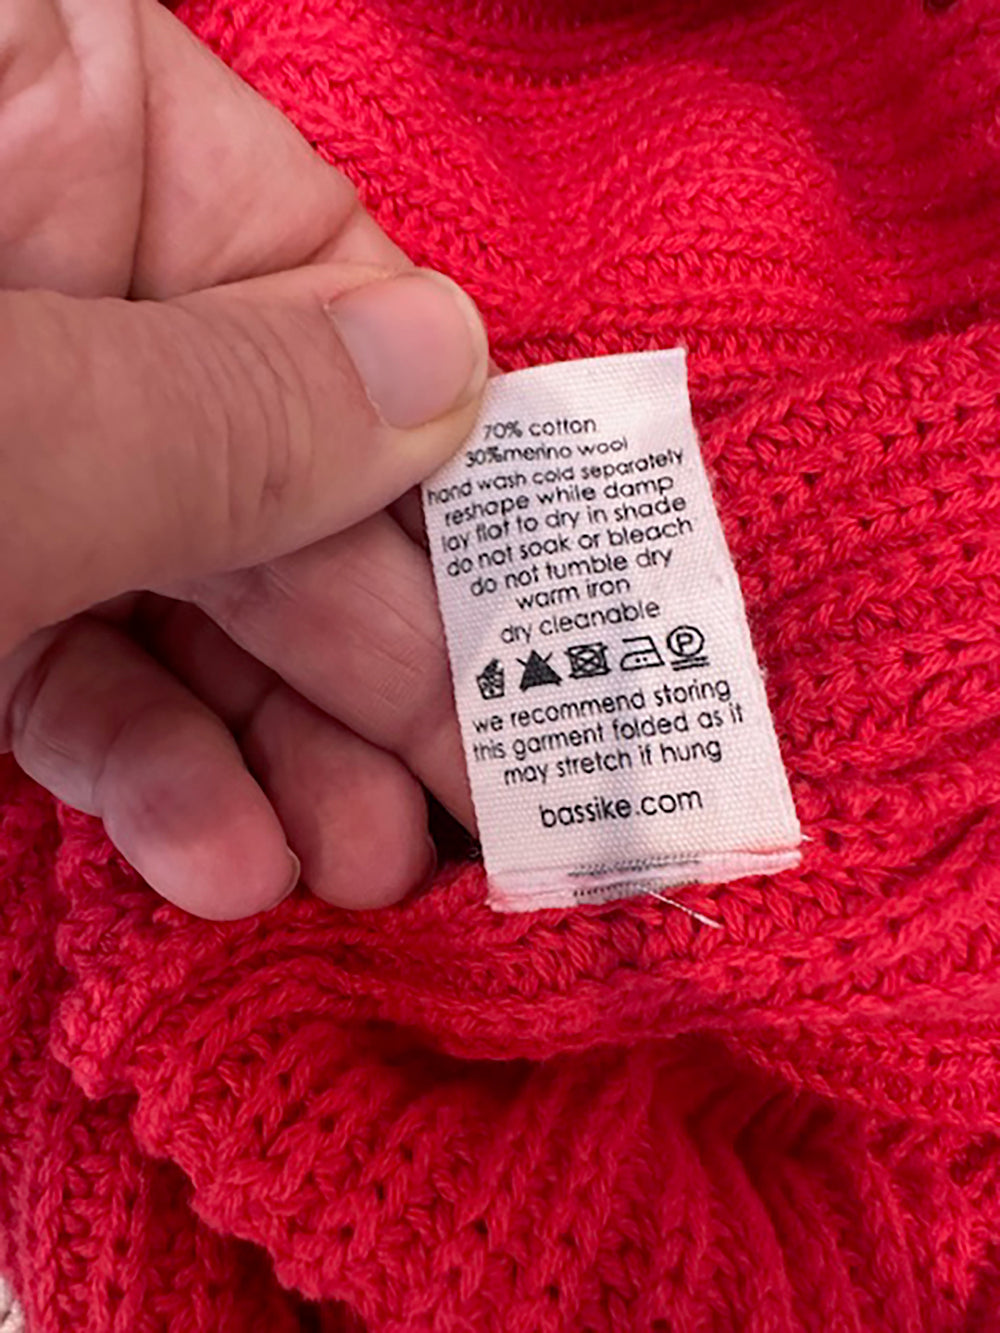 70% cotton
30%merino wool
hand wash cold separately
reshape while damp
lay flat to dry in shade
do not soak or bleach
do not tumble dry
warm iron
dry cleanable
P
we recommend storing
this garment folded as it
may stretch if hung
bassike.com